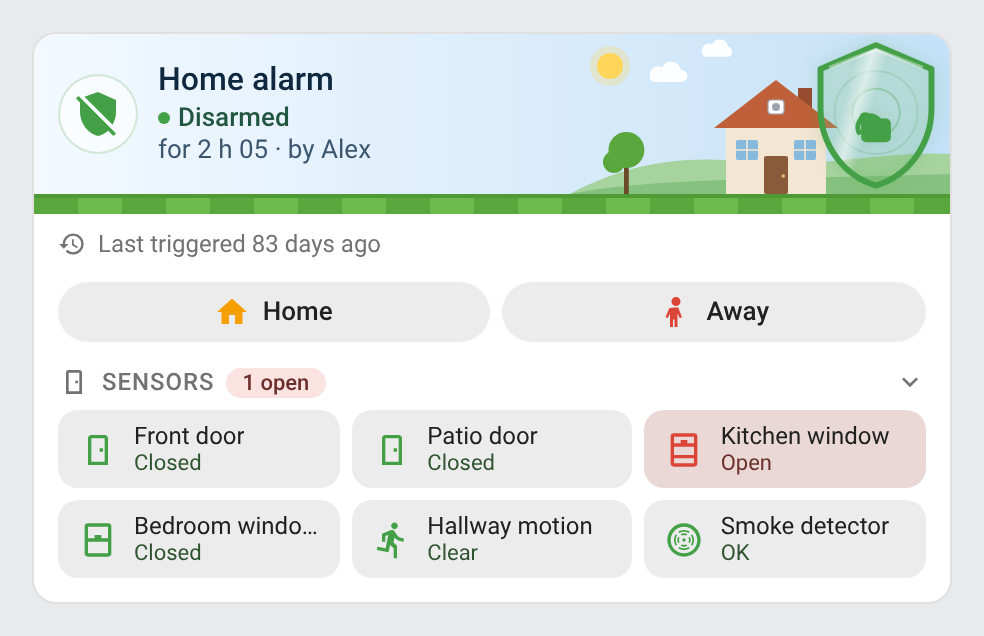 Home alarm
Disarmed
for 2 h 05 · by Alex
Last triggered 83 days ago
Home
Away
SENSORS
1 open
Front door
Closed
Patio door
Closed
Kitchen window
Open
Bedroom windo...
Closed
Hallway motion
Clear
Smoke detector
OK